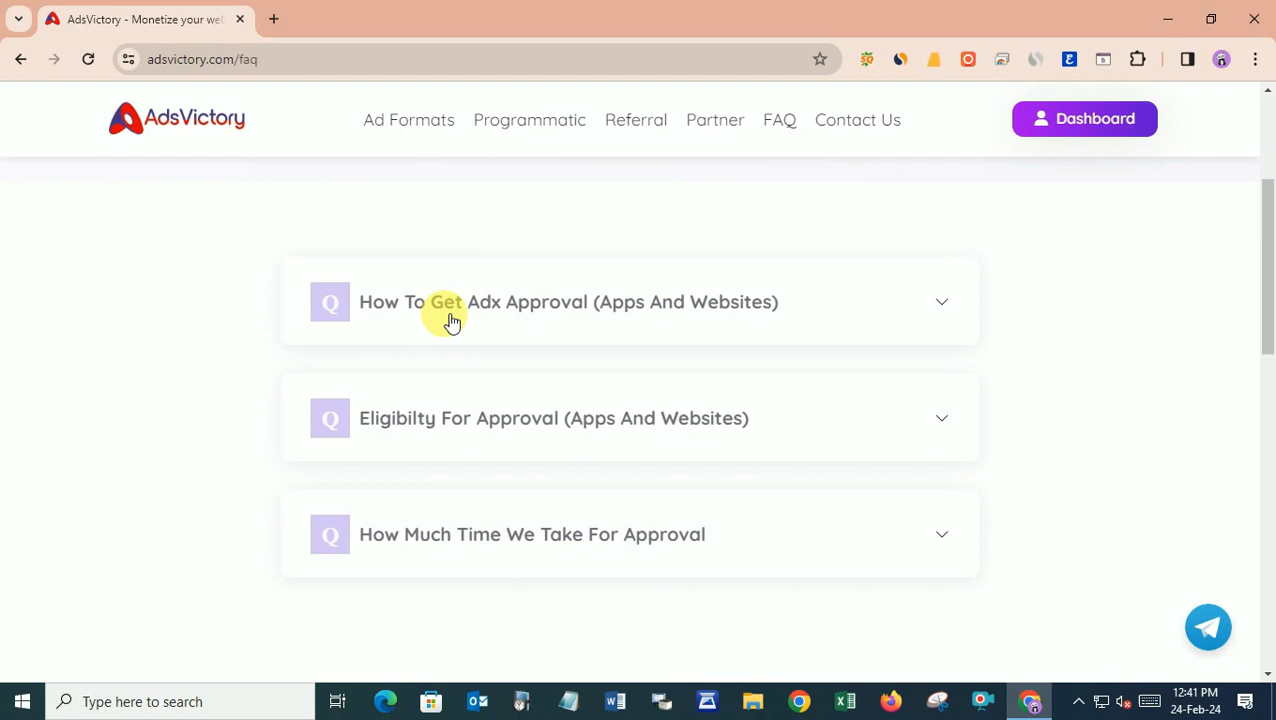 AdsVictory - Monetize your we
adsvictory.com/faq
AdsVictory
Ad Formats
Programmatic
Referral
Partner
FAQ
Contact Us
Dashboard
Q How To Get Adx Approval (Apps And Websites)
Q Eligibilty For Approval (Apps And Websites)
Q How Much Time We Take For Approval
Type here to search
12:41 PM
24-Feb-24